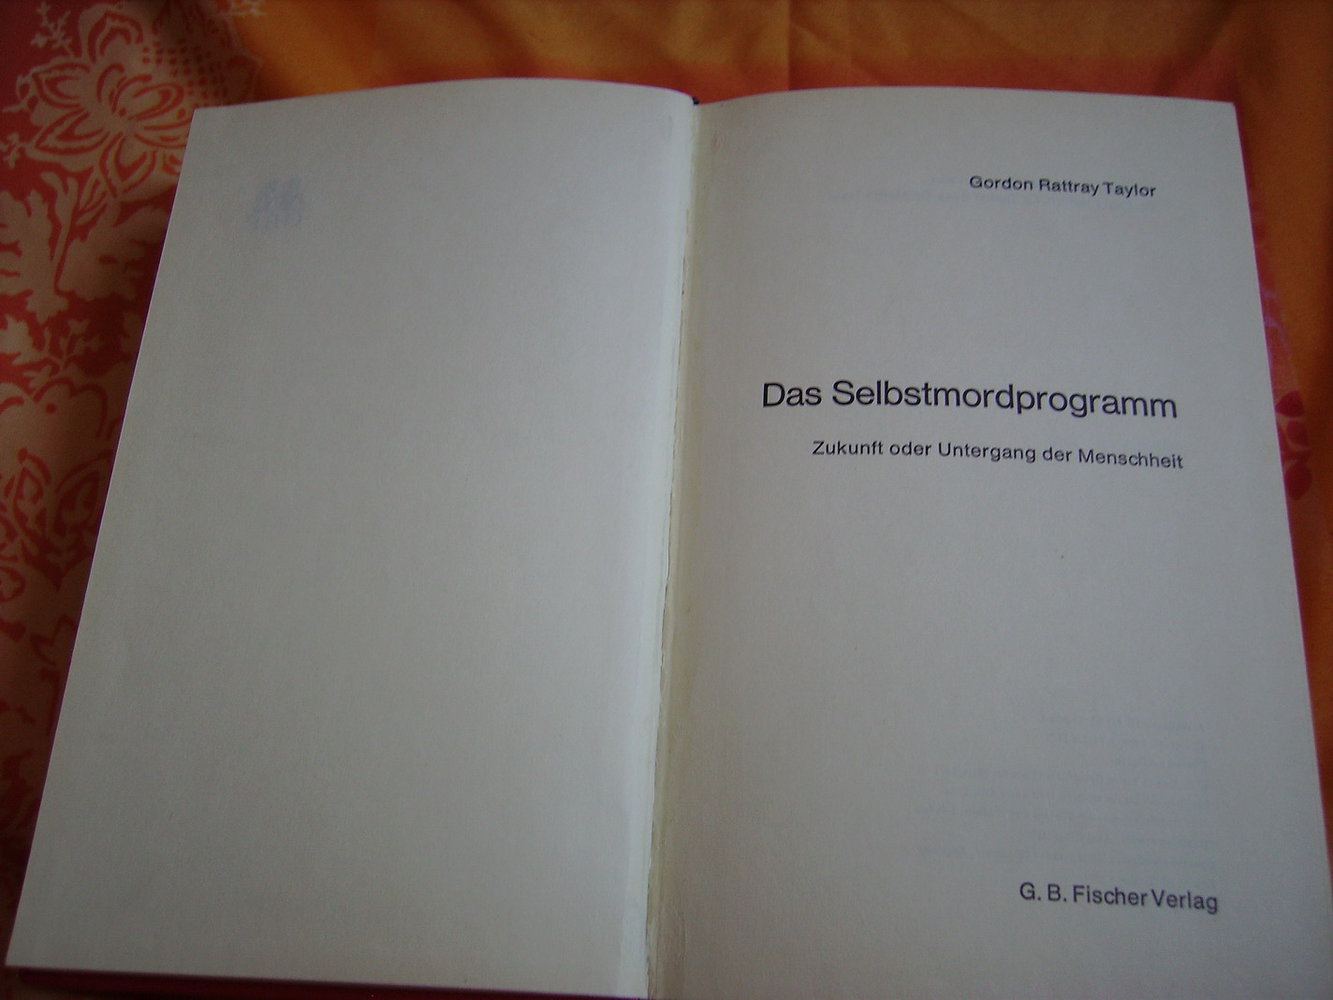 Gordon Rattray Taylor
Das Selbstmordprogramm
Zukunft oder Untergang der Menschheit
G. B. Fischer Verlag